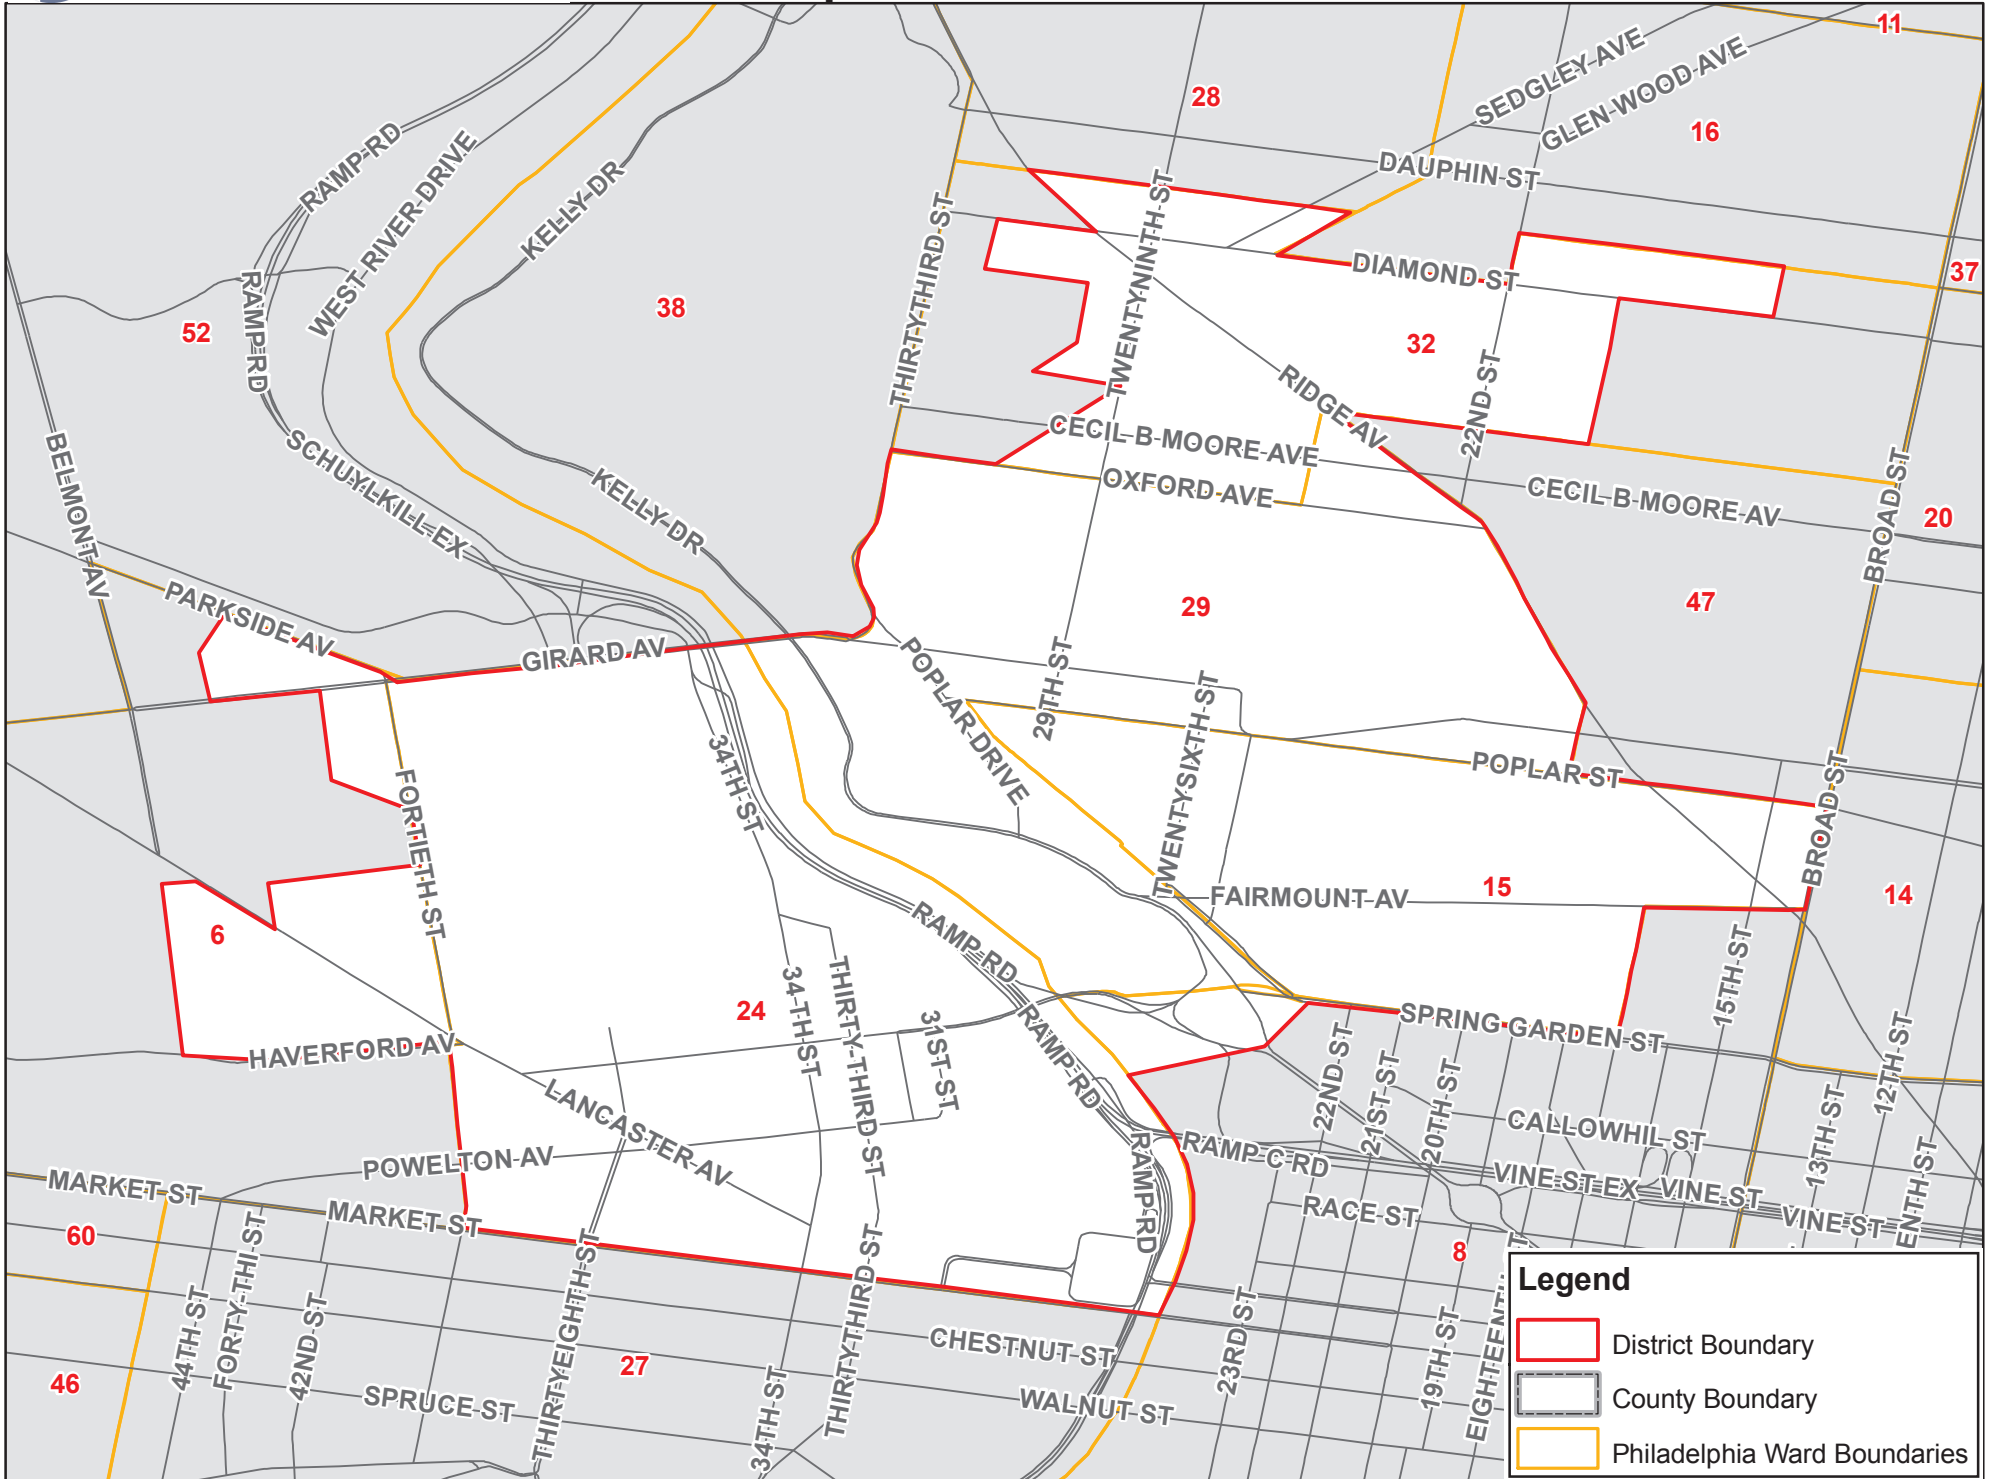 11
SEDGLEY AVE
GLEN WOOD AVE
28
16
RAMP RD
WEST RIVER DRIVE
KELLY DR
DAUPHIN ST
THIRTYTHIRD ST
TWENTYNINTH ST
DIAMOND ST
37
RAMP RD
52
38
32
22ND ST
RIDGE AV
BELMONT AV
SCHUYLKILL EX
KELLY DR
CECIL B MOORE AVE
OXFORD AVE
CECIL B MOORE AV
BROAD ST
20
PARKSIDE AV
GIRARD AV
29
47
POPLAR DRIVE
29TH ST
TWENTYSIXTH ST
34TH ST
FORTIETH ST
POPLAR ST
BROAD ST
FAIRMOUNT AV
15
14
6
RAMP RD
15TH ST
24
34-TH ST
THIRTY-THIRD ST
31ST ST
RAMP RD
SPRING GARDEN ST
HAVERFORD AV
LANCASTER AV
22ND ST
21ST ST
20TH ST
12TH ST
13TH ST
CALLOWHIL ST
POWELTON AV
RAMP RD
RAMP C RD
VINE ST EX
VINE ST
VINE ST
ENTH ST
MARKET ST
MARKET ST
RACE ST
60
8
44TH ST
FORTY-THI ST
42ND ST
THIRTYEIGHTH ST
THIRTYTHIRD ST
34TH ST
CHESTNUT ST
23RD ST
19TH ST
EIGHTEENTH
T
27
46
SPRUCE ST
WALNUT ST
Legend
District Boundary
County Boundary
Philadelphia Ward Boundaries